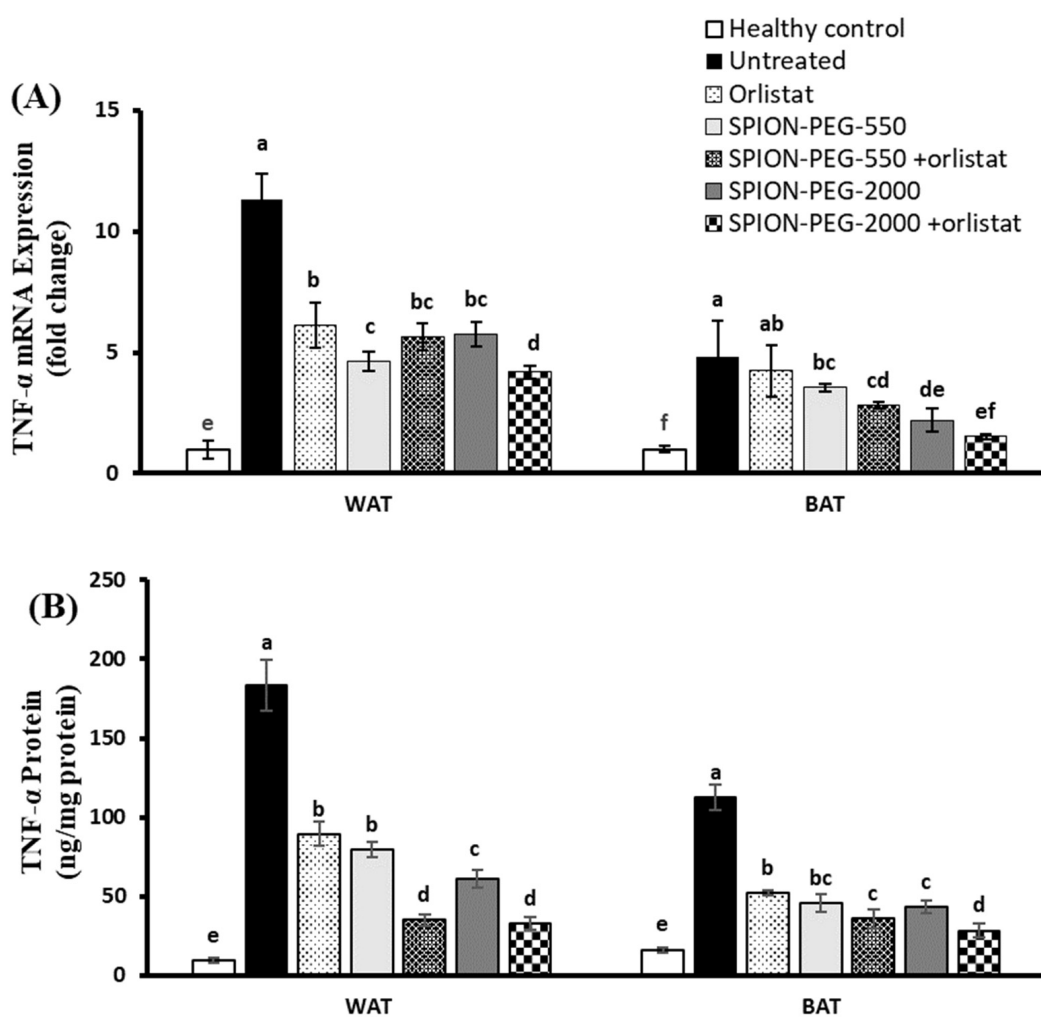 Healthy control
Untreated
Orlistat
SPION-PEG-550
SPION-PEG-550 +orlistat
SPION-PEG-2000
SPION-PEG-2000 +orlistat
(A)
TNF-α mRNA Expression
(fold change)
15
10
5
0
e a b c bc bc d
f a ab bc cd de ef
WAT BAT
(B)
TNF-α Protein
(ng/mg protein)
250
200
150
100
50
0
e a b b d c d
e a b bc c c d
WAT BAT